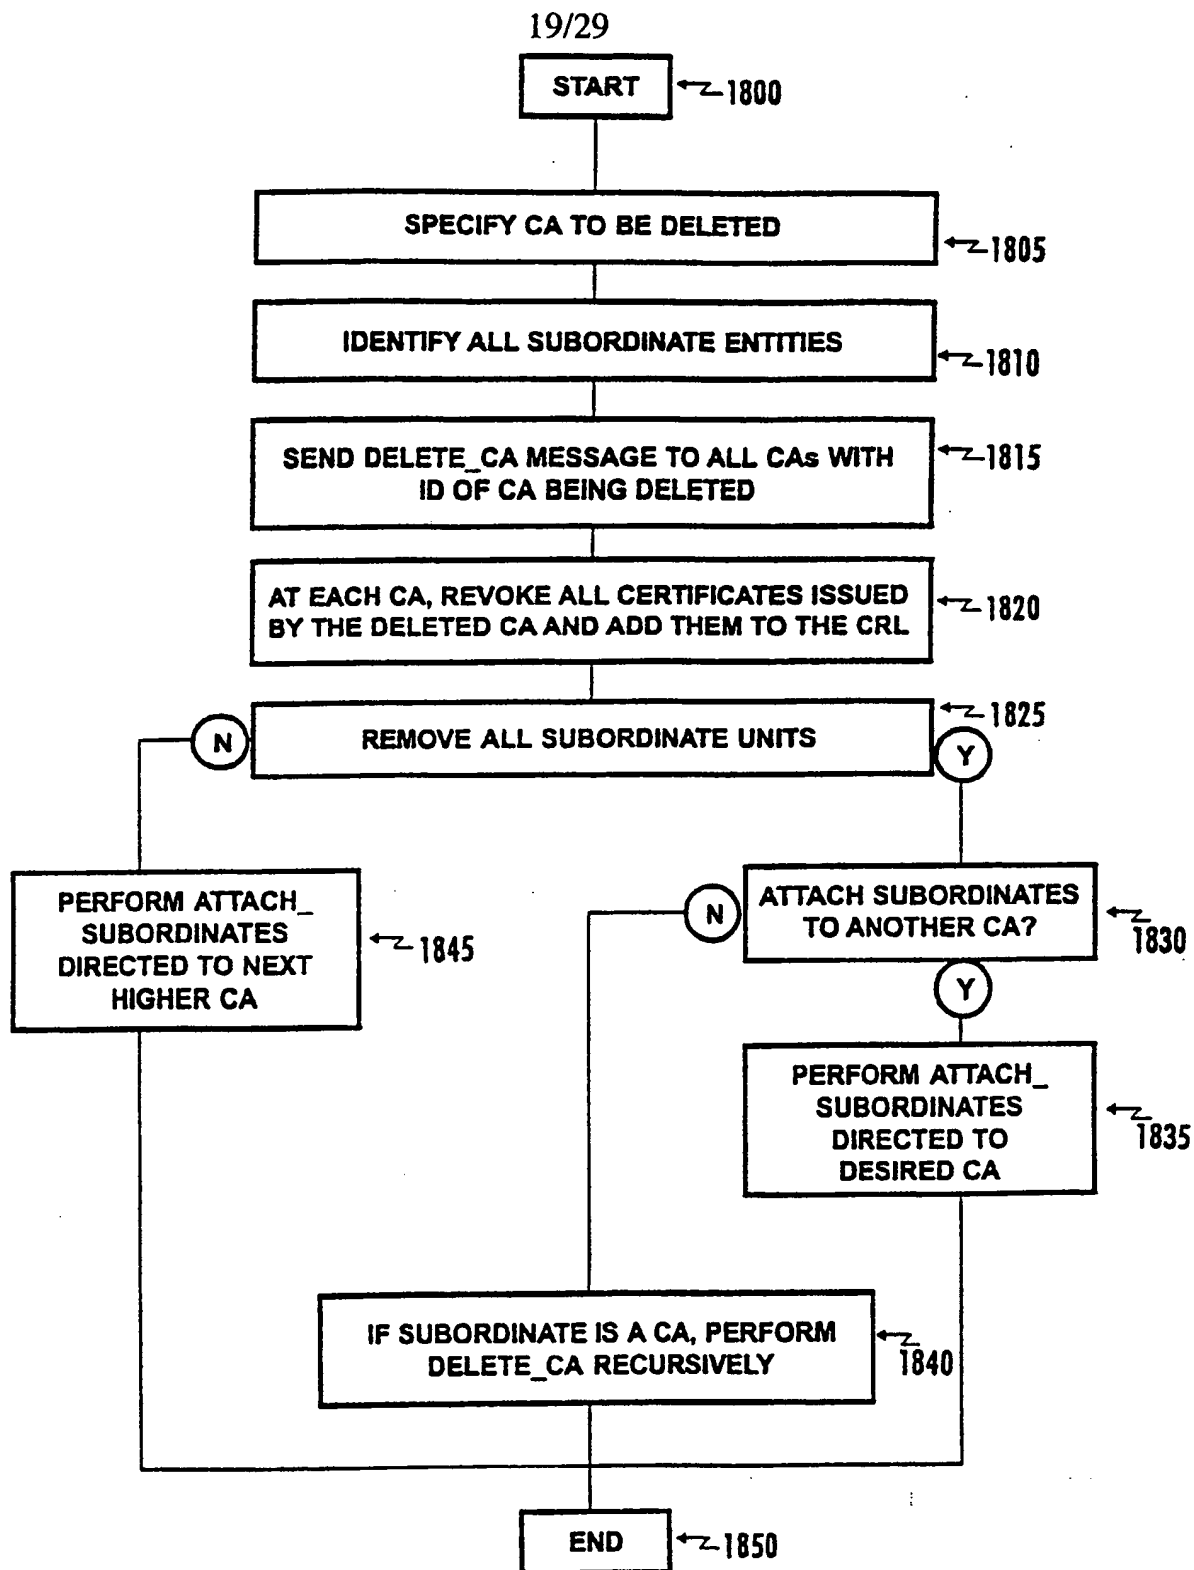 19/29
START
1800
SPECIFY CA TO BE DELETED
1805
IDENTIFY ALL SUBORDINATE ENTITIES
1810
SEND DELETE_CA MESSAGE TO ALL CAs WITH
ID OF CA BEING DELETED
1815
AT EACH CA, REVOKE ALL CERTIFICATES ISSUED
BY THE DELETED CA AND ADD THEM TO THE CRL
1820
REMOVE ALL SUBORDINATE UNITS
1825
N
Y
PERFORM ATTACH_
SUBORDINATES
DIRECTED TO NEXT
HIGHER CA
1845
N
ATTACH SUBORDINATES
TO ANOTHER CA?
1830
Y
PERFORM ATTACH_
SUBORDINATES
DIRECTED TO
DESIRED CA
1835
IF SUBORDINATE IS A CA, PERFORM
DELETE_CA RECURSIVELY
1840
END
1850